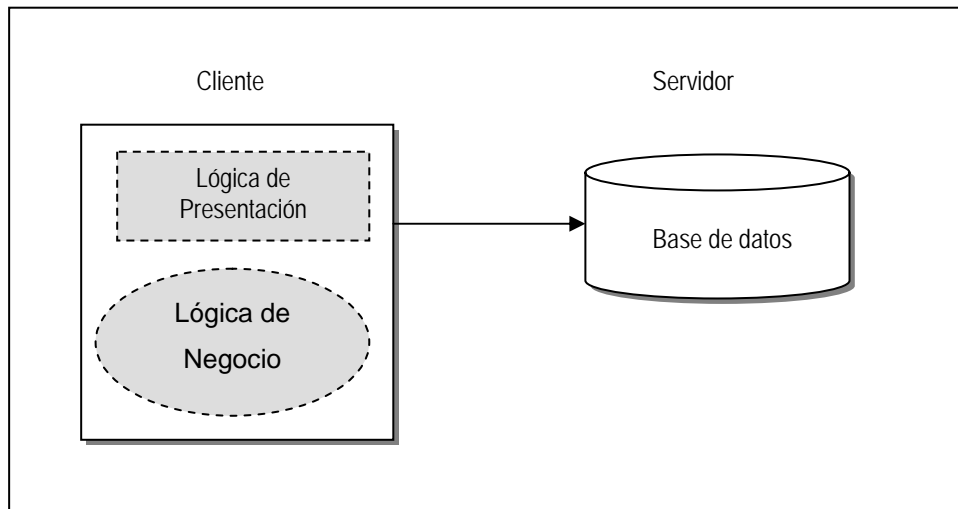 Cliente
Servidor
Lógica de
Presentación
Base de datos
Lógica de
Negocio